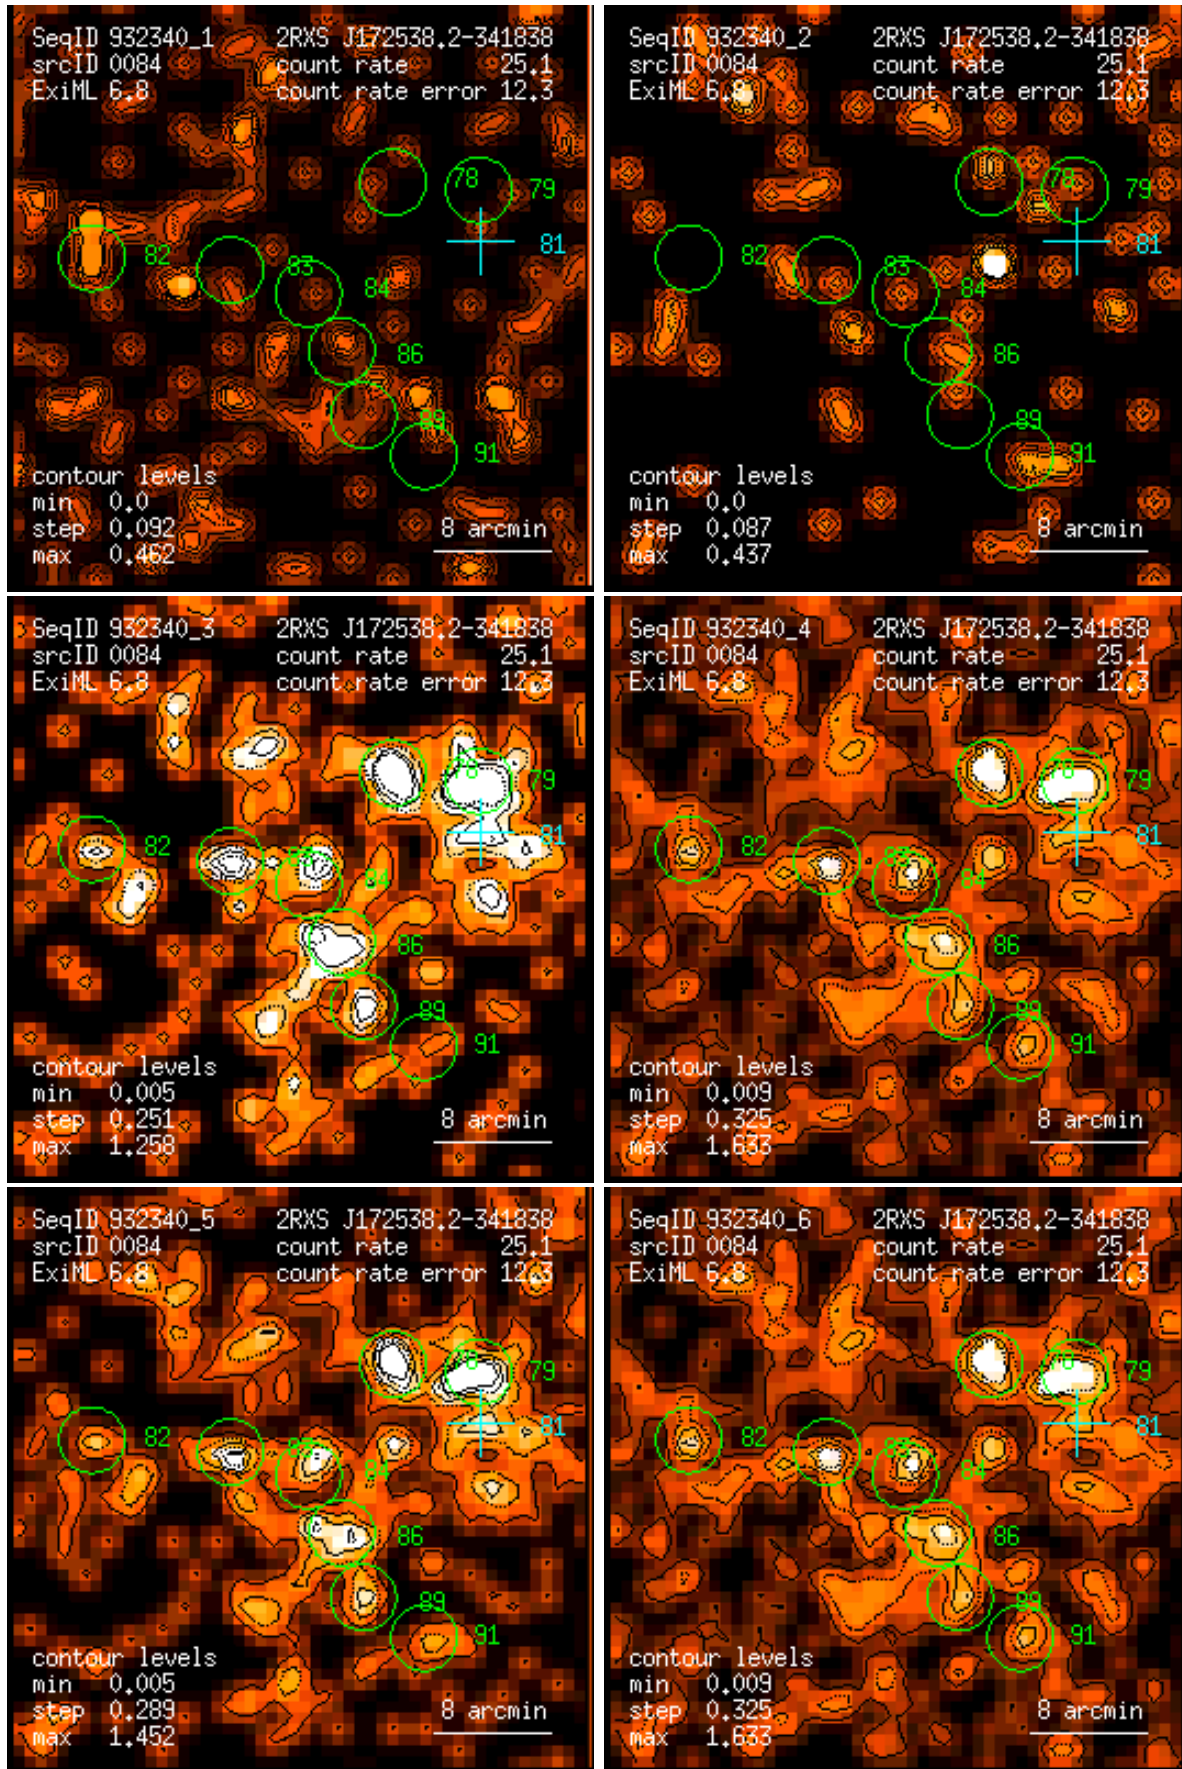 SeqID 932340_1 2RXS J172538.2-341838
srcID 0084 count rate 25.1
ExiML 6.8 count rate error 12.3
78
79
81
82
83
84
86
89
91
contour levels
min 0.0
step 0.092 8 arcmin
max 0.462
SeqID 932340_2 2RXS J172538.2-341838
srcID 0084 count rate 25.1
ExiML 6.8 count rate error 12.3
78
79
81
82
83
84
86
89
91
contour levels
min 0.0
step 0.087 8 arcmin
max 0.437
SeqID 932340_3 2RXS J172538.2-341838
srcID 0084 count rate 25.1
ExiML 6.8 count rate error 12.3
78
79
81
82
83
84
86
89
91
contour levels
min 0.005
step 0.251 8 arcmin
max 1.258
SeqID 932340_4 2RXS J172538.2-341838
srcID 0084 count rate 25.1
ExiML 6.8 count rate error 12.3
78
79
81
82
83
84
86
89
91
contour levels
min 0.009
step 0.325 8 arcmin
max 1.633
SeqID 932340_5 2RXS J172538.2-341838
srcID 0084 count rate 25.1
ExiML 6.8 count rate error 12.3
78
79
81
82
83
84
86
89
91
contour levels
min 0.005
step 0.289 8 arcmin
max 1.452
SeqID 932340_6 2RXS J172538.2-341838
srcID 0084 count rate 25.1
ExiML 6.8 count rate error 12.3
78
79
81
82
83
84
86
89
91
contour levels
min 0.009
step 0.325 8 arcmin
max 1.633